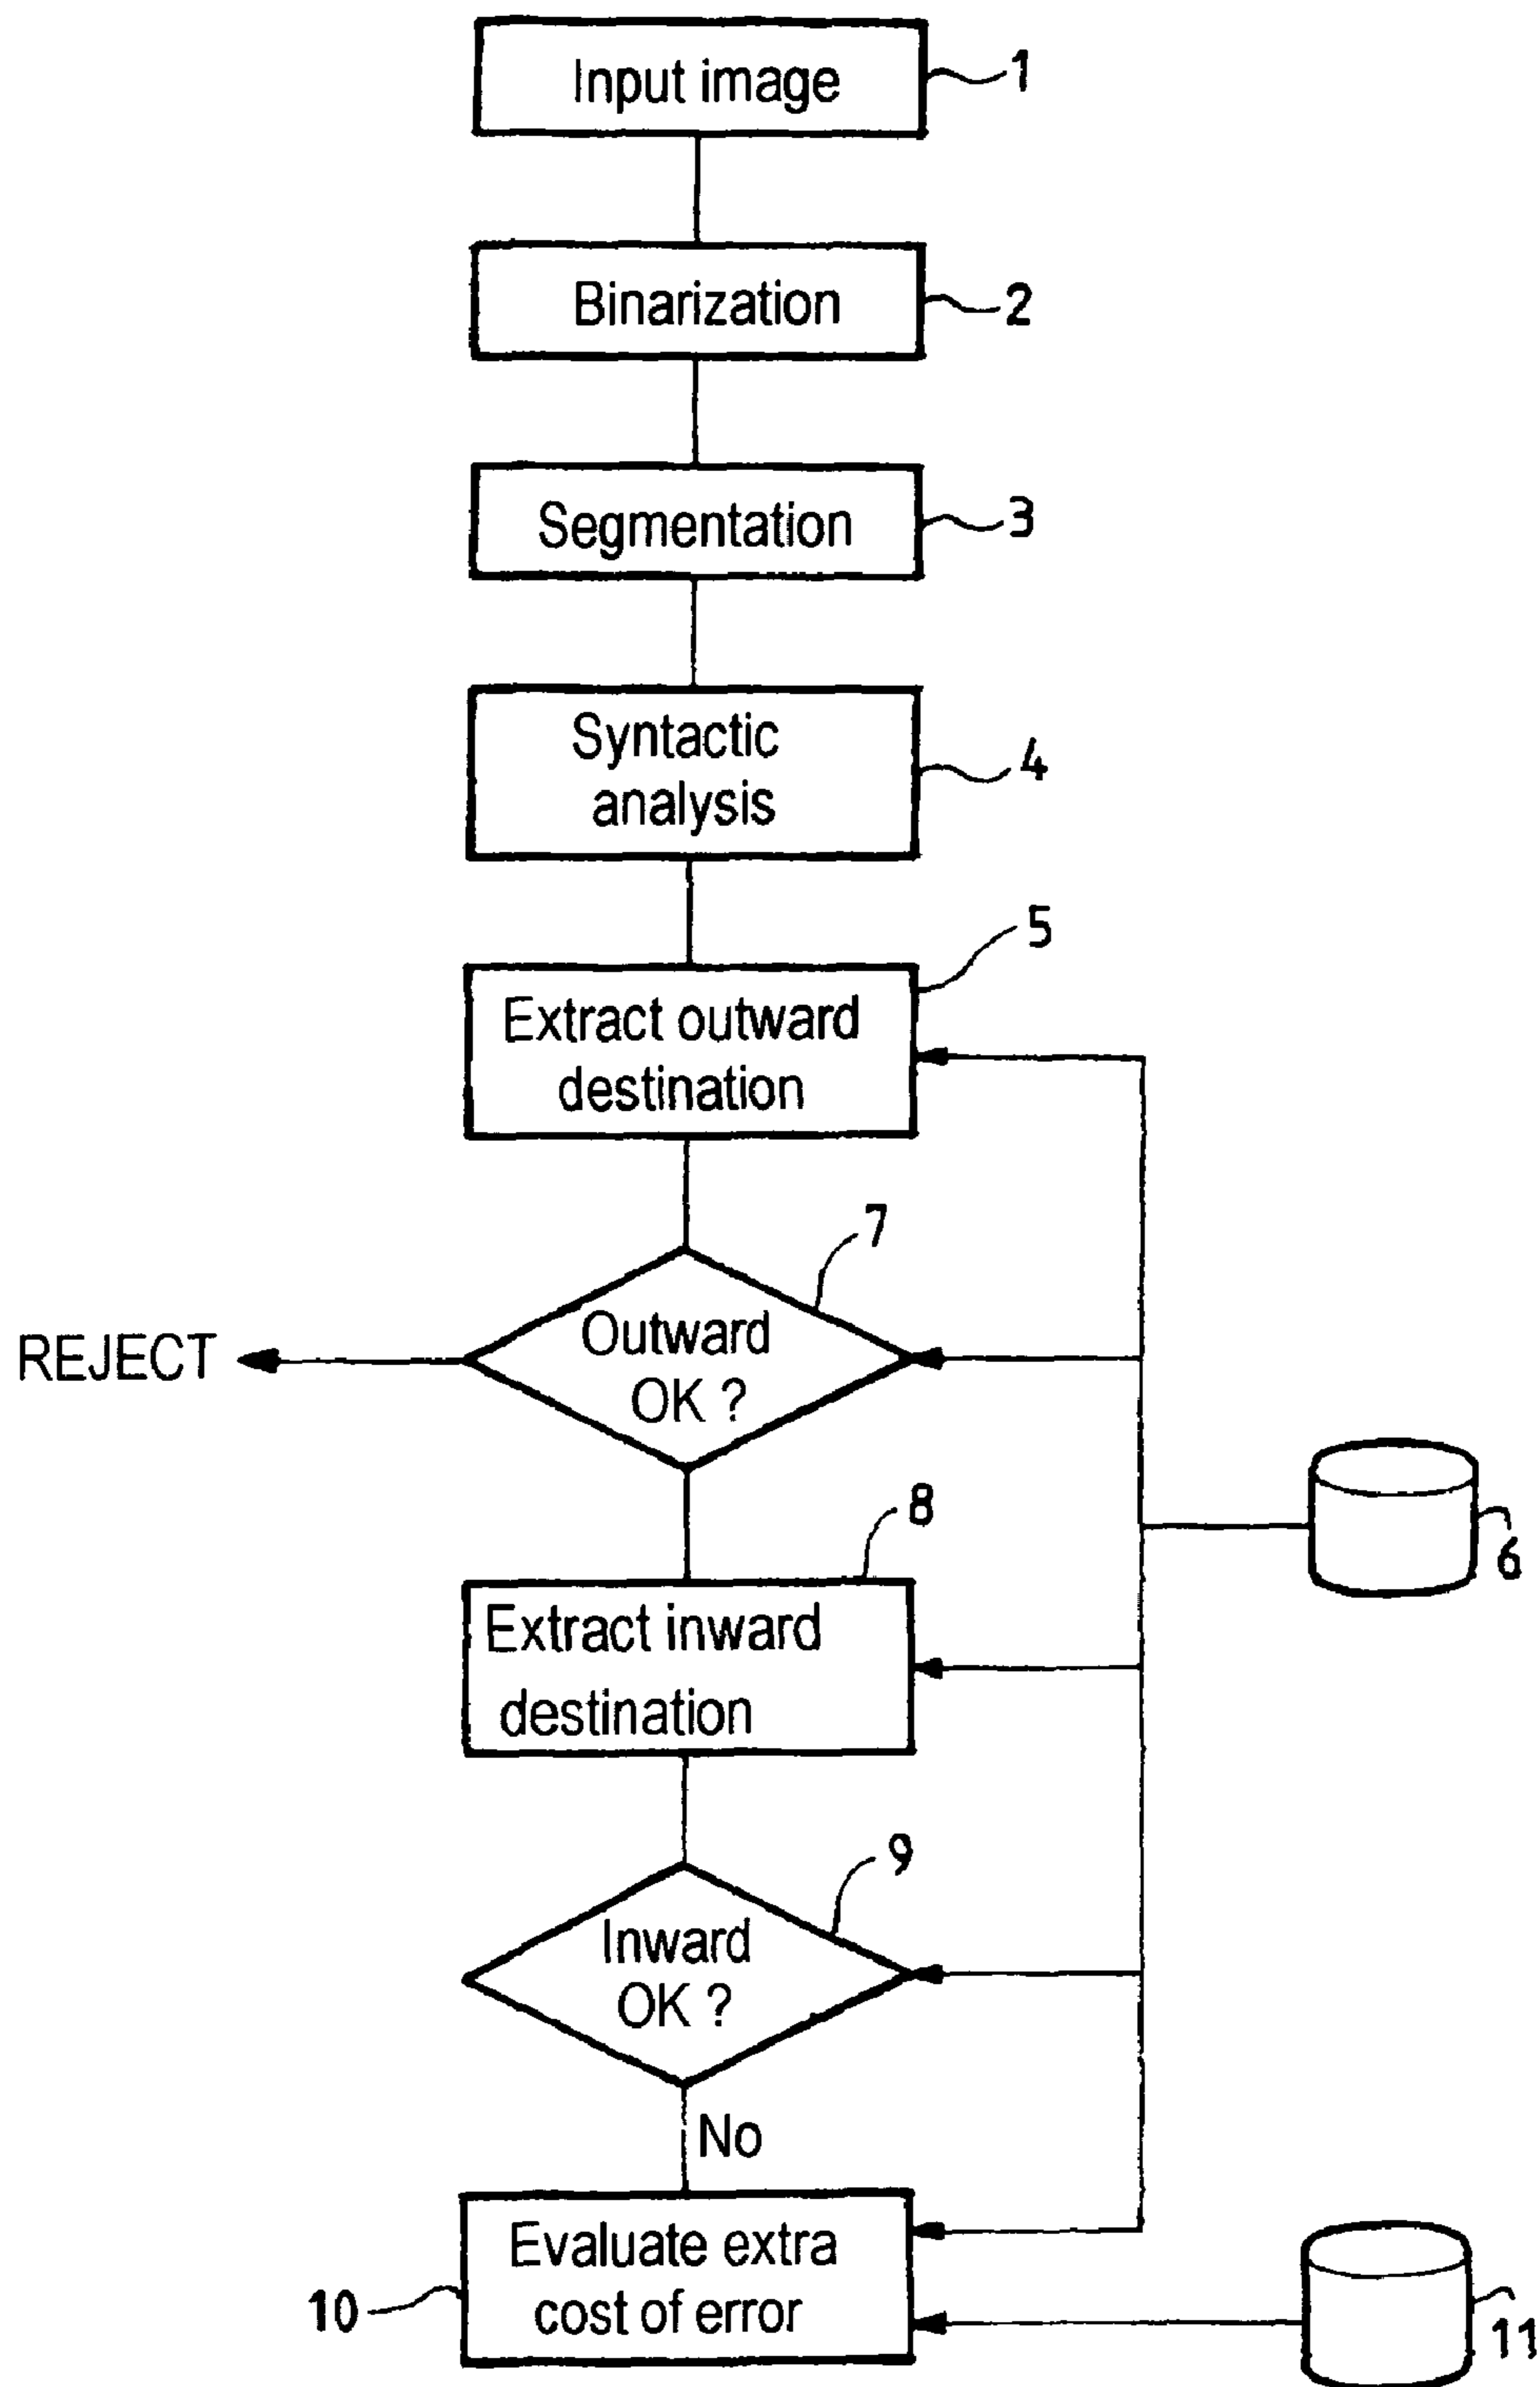 Input image
1
Binarization
2
Segmentation
3
Syntactic
analysis
4
5
Extract outward
destination
7
Outward
OK ?
REJECT
6
8
Extract inward
destination
9
Inward
OK ?
No
Evaluate extra
cost of error
10
11